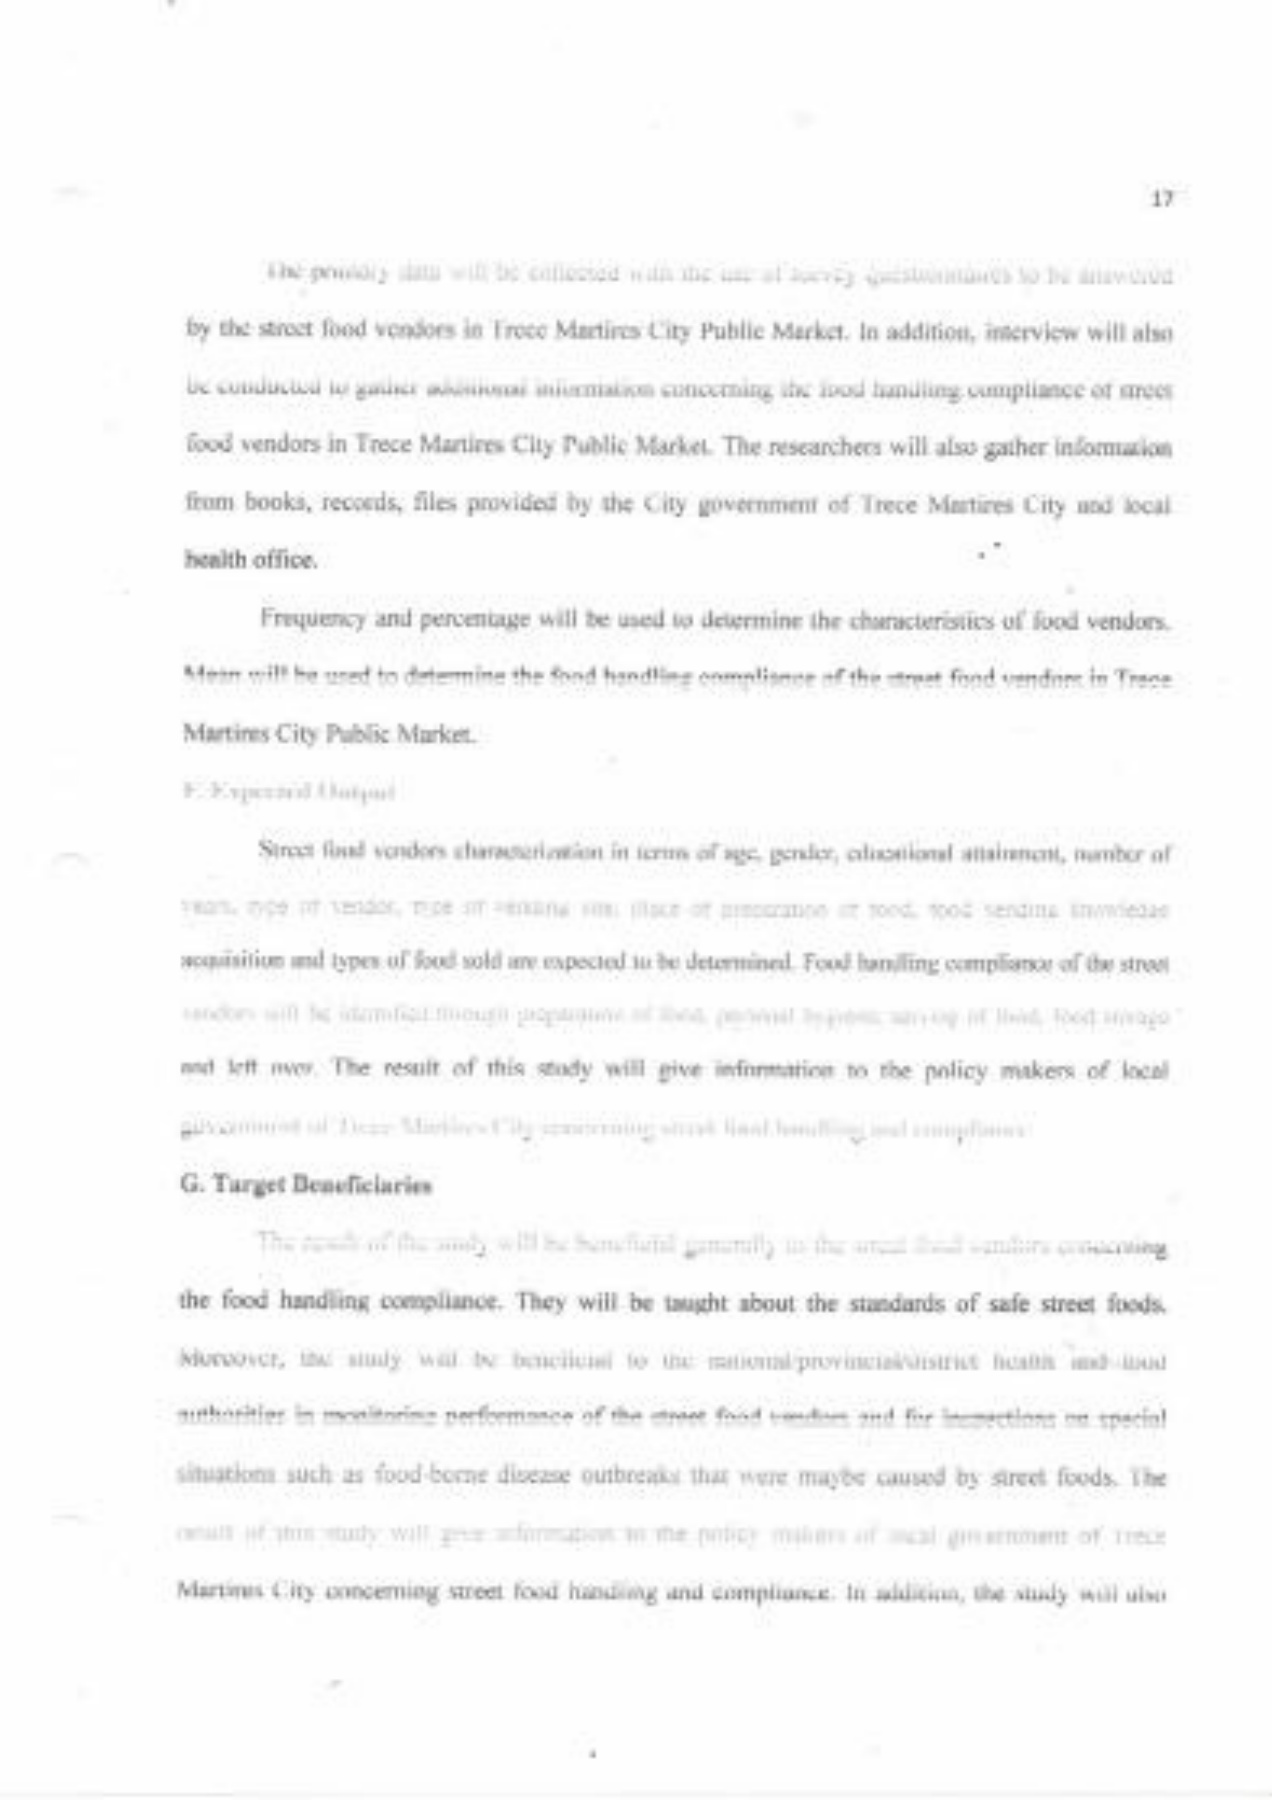 17
The primary data will be collected with the use of survey questionnaires to be answered
by the street food vendors in Trece Martires City Public Market. In addition, interview will also
be conducted to gather additional information concerning the food handling compliance of street
food vendors in Trece Martires City Public Market. The researchers will also gather information
from books, records, files provided by the City government of Trece Martires City and local
health office.
Frequency and percentage will be used to determine the characteristics of food vendors.
Mean will be used to determine the food handling compliance of the street food vendors in Trece
Martires City Public Market.
F. Expected Output
Street food vendors characterization in terms of age, gender, educational attainment, number of
years, type of vendor, type of vending site, place of preparation of food, food vending knowledge
acquisition and types of food sold are expected to be determined. Food handling compliance of the street
vendors will be identified through preparation of food, personal hygiene, serving of food, food storage
and left over. The result of this study will give information to the policy makers of local
government of Trece Martires City concerning street food handling and compliance.
G. Target Beneficiaries
The result of the study will be beneficial generally to the street food vendors concerning
the food handling compliance. They will be taught about the standards of safe street foods.
Moreover, the study will be beneficial to the national/provincial/district health and food
authorities in monitoring performance of the street food vendors and for inspections on special
situations such as food-borne disease outbreaks that were maybe caused by street foods. The
result of this study will give information to the policy makers of local government of Trece
Martires City concerning street food handling and compliance. In addition, the study will also